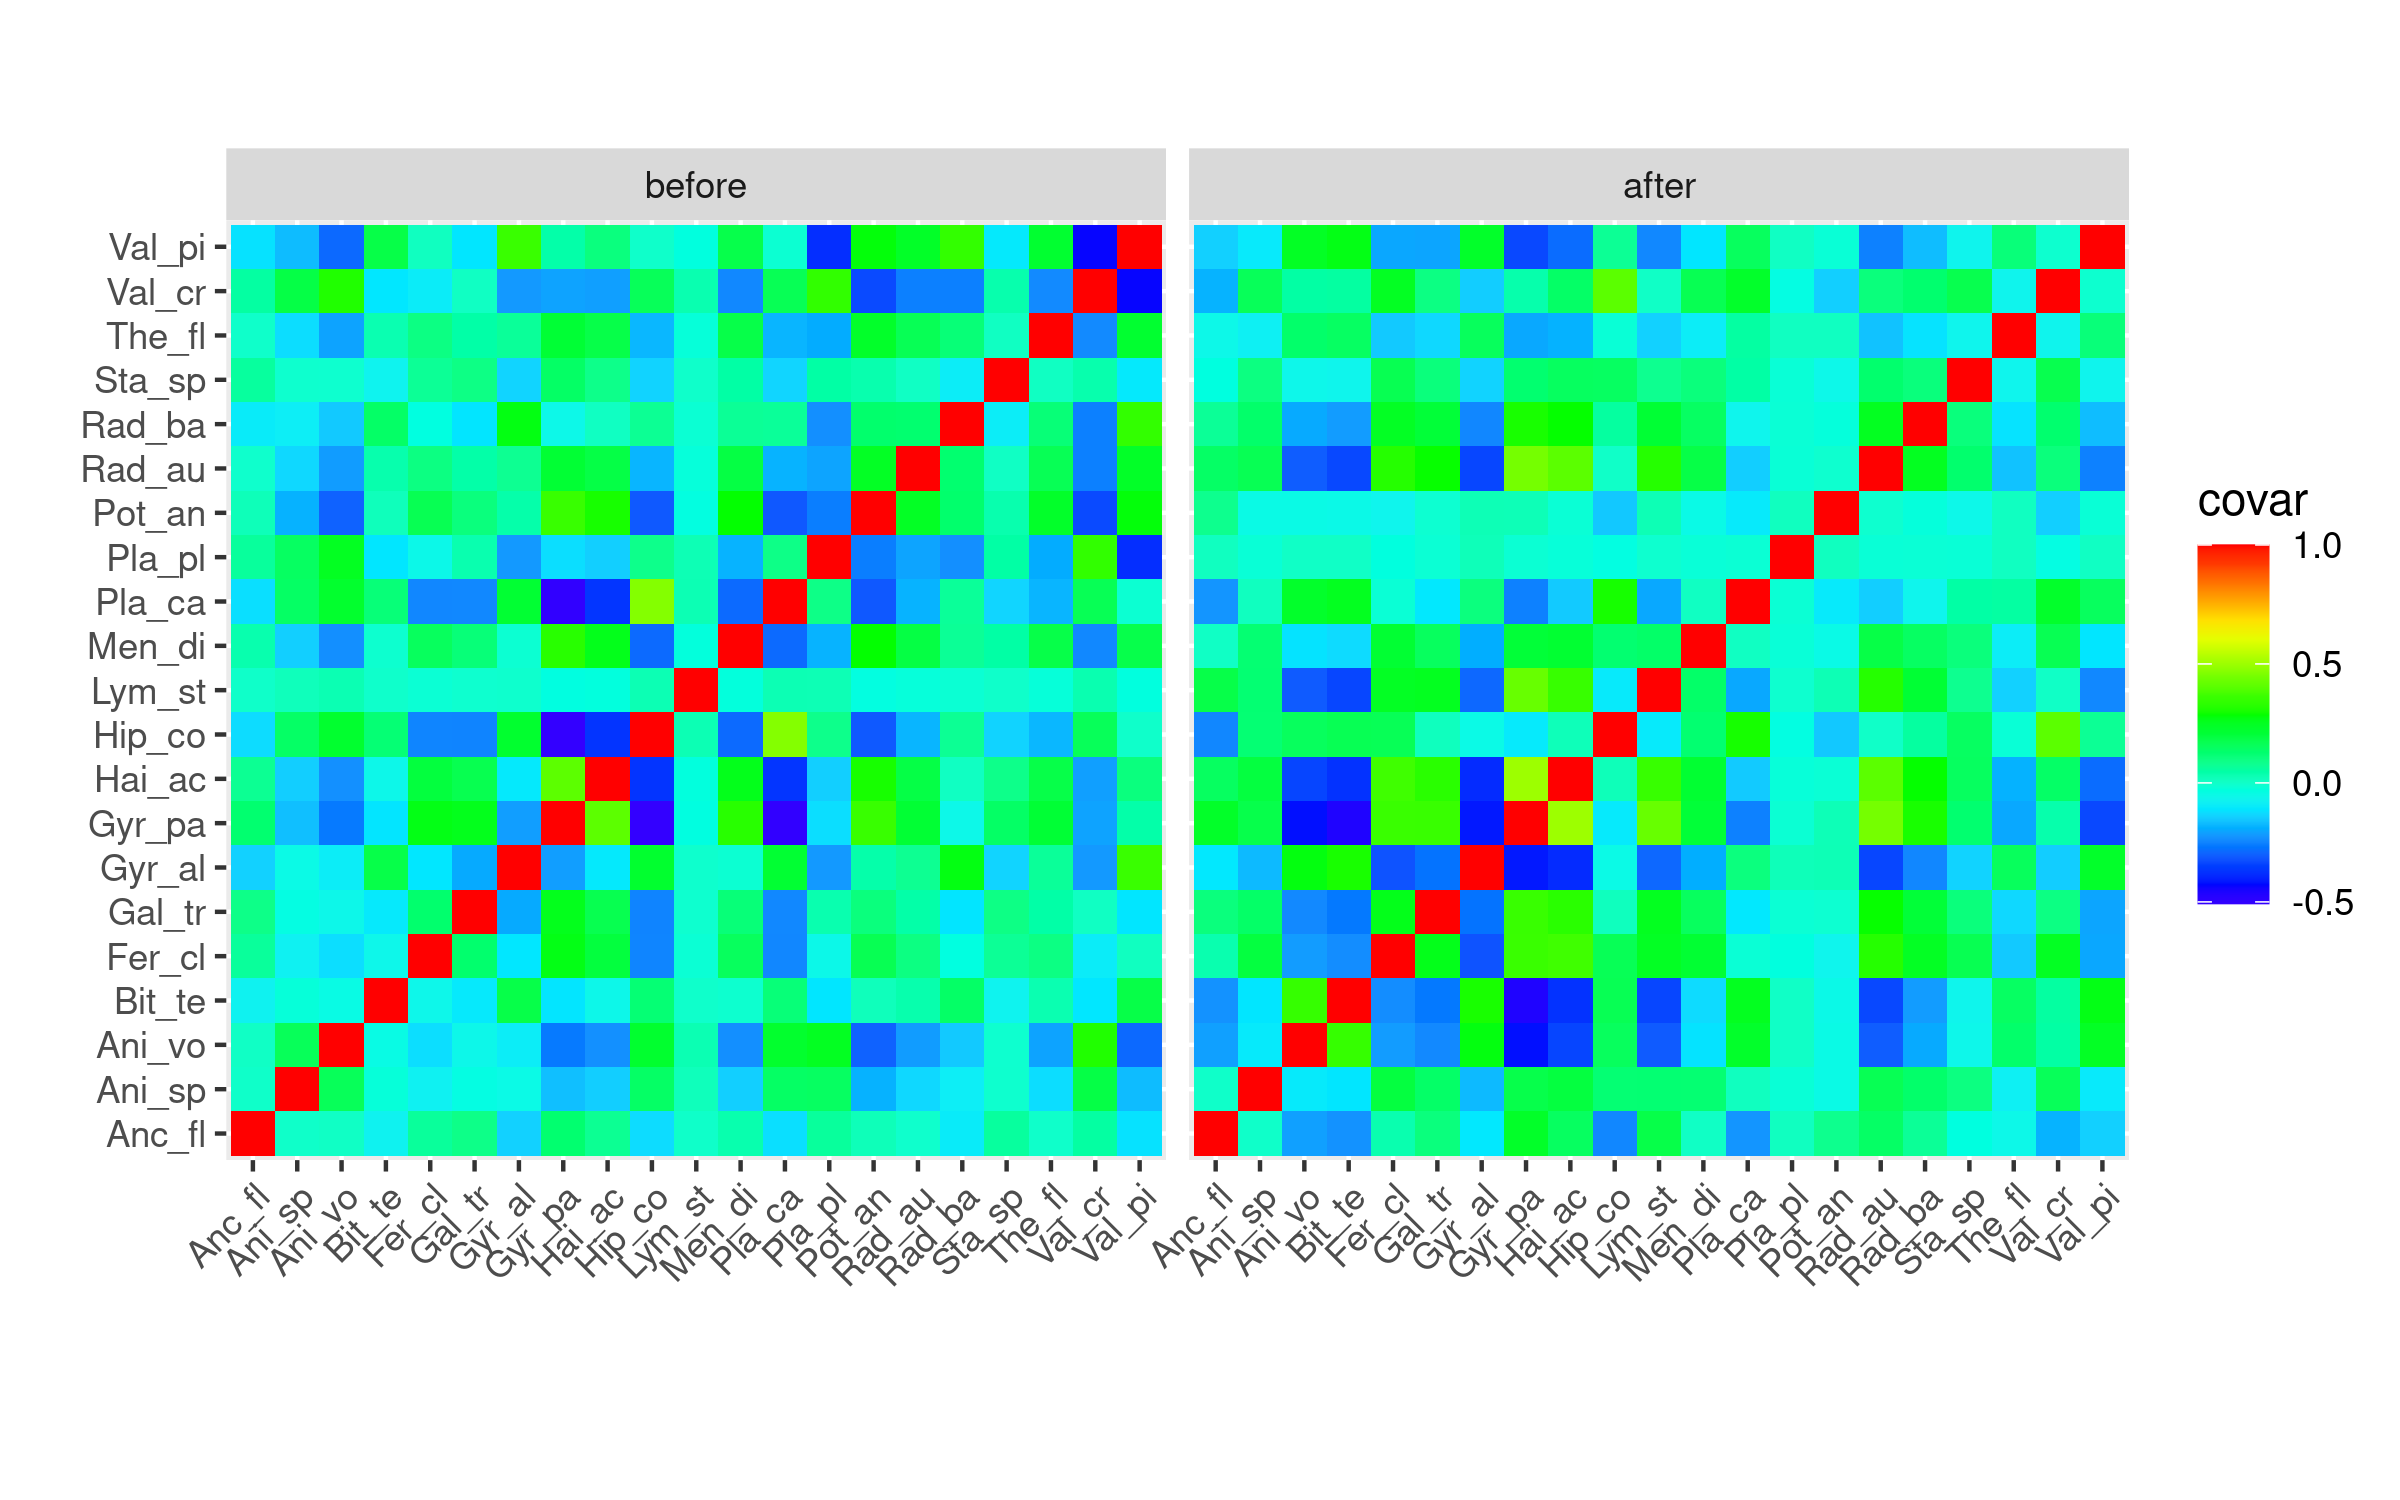 before
after
Val_pi
Val_cr
The_fl
Sta_sp
Rad_ba
Rad_au
Pot_an
Pla_pl
Pla_ca
Men_di
Lym_st
Hip_co
Hai_ac
Gyr_pa
Gyr_al
Gal_tr
Fer_cl
Bit_te
Ani_vo
Ani_sp
Anc_fl
Anc_fl
Ani_sp
Ani_vo
Bit_te
Fer_cl
Gal_tr
Gyr_al
Gyr_pa
Hai_ac
Hip_co
Lym_st
Men_di
Pla_ca
Pla_pl
Pot_an
Rad_au
Rad_ba
Sta_sp
The_fl
Val_cr
Val_pi
Anc_fl
Ani_sp
Ani_vo
Bit_te
Fer_cl
Gal_tr
Gyr_al
Gyr_pa
Hai_ac
Hip_co
Lym_st
Men_di
Pla_ca
Pla_pl
Pot_an
Rad_au
Rad_ba
Sta_sp
The_fl
Val_cr
Val_pi
covar
1.0
0.5
0.0
-0.5